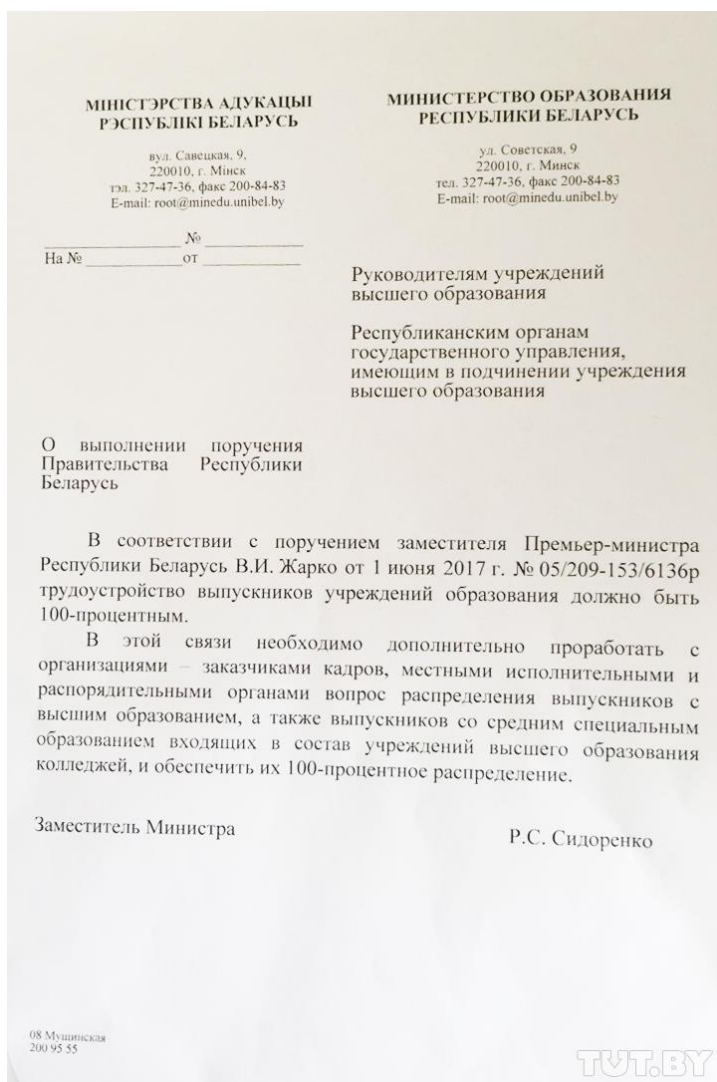 МІНІСТЭРСТВА АДУКАЦЫІ
РЭСПУБЛІКІ БЕЛАРУСЬ
вул. Савецкая, 9,
220010, г. Мінск
тэл. 327-47-36, факс 200-84-83
E-mail: root@minedu.unibel.by
№
На № от
МИНИСТЕРСТВО ОБРАЗОВАНИЯ
РЕСПУБЛИКИ БЕЛАРУСЬ
ул. Советская, 9
220010, г. Минск
тел. 327-47-36, факс 200-84-83
E-mail: root@minedu.unibel.by
Руководителям учреждений
высшего образования
Республиканским органам
государственного управления,
имеющим в подчинении учреждения
высшего образования
О выполнении поручения
Правительства Республики
Беларусь
В соответствии с поручением заместителя Премьер-министра
Республики Беларусь В.И. Жарко от 1 июня 2017 г. № 05/209-153/6136р
трудоустройство выпускников учреждений образования должно быть
100-процентным.
В этой связи необходимо дополнительно проработать с
организациями – заказчиками кадров, местными исполнительными и
распорядительными органами вопрос распределения выпускников с
высшим образованием, а также выпускников со средним специальным
образованием входящих в состав учреждений высшего образования
колледжей, и обеспечить их 100-процентное распределение.
Заместитель Министра Р.С. Сидоренко
08 Мущинская
200 95 55
TUT.BY